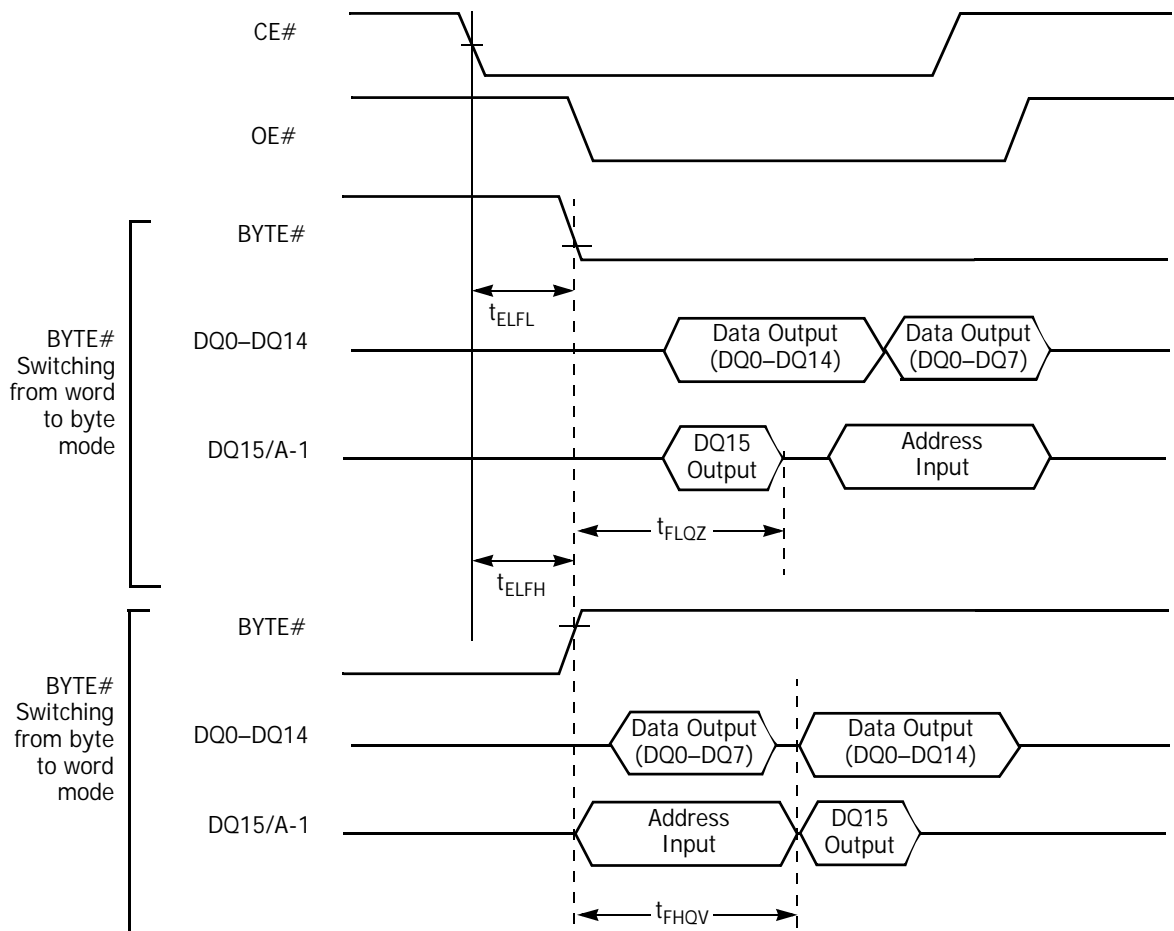 CE#
OE#
BYTE#
tELFL
BYTE#
Switching
from word
to byte
mode
DQ0–DQ14
Data Output
(DQ0–DQ14)
Data Output
(DQ0–DQ7)
DQ15/A-1
DQ15
Output
Address
Input
tFLQZ
tELFH
BYTE#
BYTE#
Switching
from byte
to word
mode
DQ0–DQ14
Data Output
(DQ0–DQ7)
Data Output
(DQ0–DQ14)
DQ15/A-1
Address
Input
DQ15
Output
tFHQV